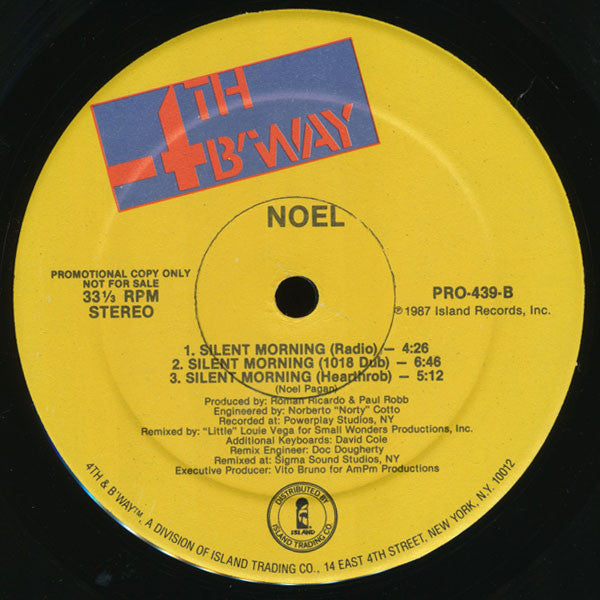 4TH
B'WAY
NOEL
PROMOTIONAL COPY ONLY
NOT FOR SALE
33⅓ RPM
STEREO
PRO-439-B
℗1987 Island Records, Inc.
1. SILENT MORNING (Radio) — 4:26
2. SILENT MORNING (1018 Dub) — 6:46
3. SILENT MORNING (Hearthrob) — 5:12
(Noel Pagan)
Produced by: Roman Ricardo & Paul Robb
Engineered by: Norberto "Norty" Cotto
Recorded at: Powerplay Studios, NY
Remixed by: "Little" Louie Vega for Small Wonders Productions, Inc.
Additional Keyboards: David Cole
Remix Engineer: Doc Dougherty
Remixed at: Sigma Sound Studios, NY
Executive Producer: Vito Bruno for AmPm Productions
DISTRIBUTED BY
ISLAND
ISLAND TRADING CO
4TH & B'WAY™, A DIVISION OF ISLAND TRADING CO., 14 EAST 4TH STREET, NEW YORK, N.Y. 10012